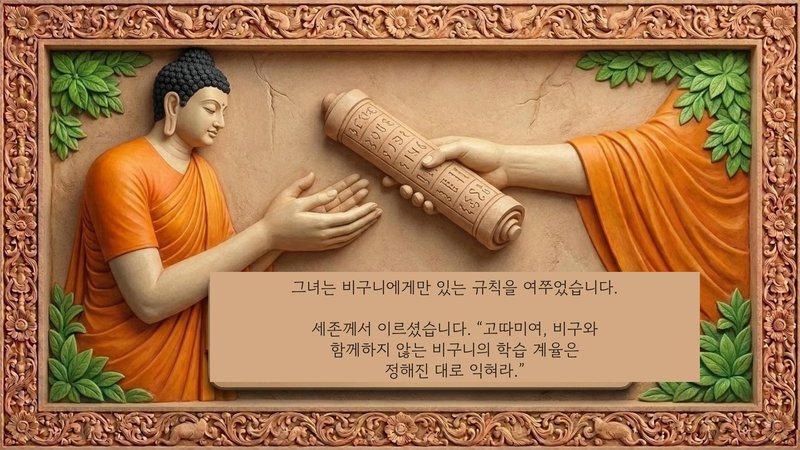 그녀는 비구니에게만 있는 규칙을 여쭈었습니다.
세존께서 이르셨습니다. “고따미여, 비구와
함께하지 않는 비구니의 학습 계율은
정해진 대로 익혀라.”